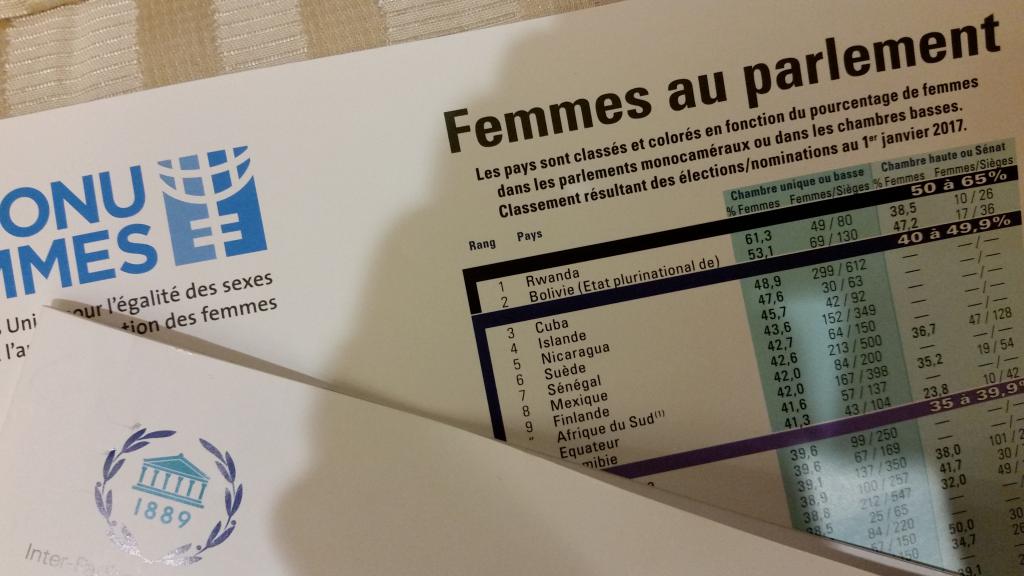 ONU
MMES
Uni our l'égalité des sexes
tion des femmes
1889
Femmes au parlement
Les pays sont classés et colorés en fonction du pourcentage de femmes
dans les parlements monocaméraux ou dans les chambres basses.
Classement résultant des élections/nominations au 1er janvier 2017.
Chambre unique ou basse Chambre haute ou Sénat
Rang Pays % Femmes Femmes/Sièges % Femmes Femmes/Sièges
50 à 65%
1 Rwanda 61,3 49 / 80 38,5 10 / 26
2 Bolivie (Etat plurinational de) 53,1 69 / 130 47,2 17 / 36
40 à 49,9%
3 Cuba 48,9 299 / 612 — —/—
4 Islande 47,6 30 / 63 — —/—
5 Nicaragua 45,7 42 / 92 — —/—
6 Suède 43,6 152 / 349 — —/—
7 Sénégal 42,7 64 / 150 — —/—
8 Mexique 42,6 213 / 500 36,7 47 / 128
9 Finlande 42,0 84 / 200 — —/—
" Afrique du Sud(1) 42,0 167 / 398 35,2 19 / 54
Equateur 41,6 57 / 137 — —/—
mibie 41,3 43 / 104 23,8 10 / 42
35 à 39,9%
39,6 99 / 250
39,6 67 / 169 38,0
39,1 137 / 350 41,7
38,9 100 / 257 32,0
38,8 212 / 547
25 / 65
84 / 220 50,0
57 / 150 34,7